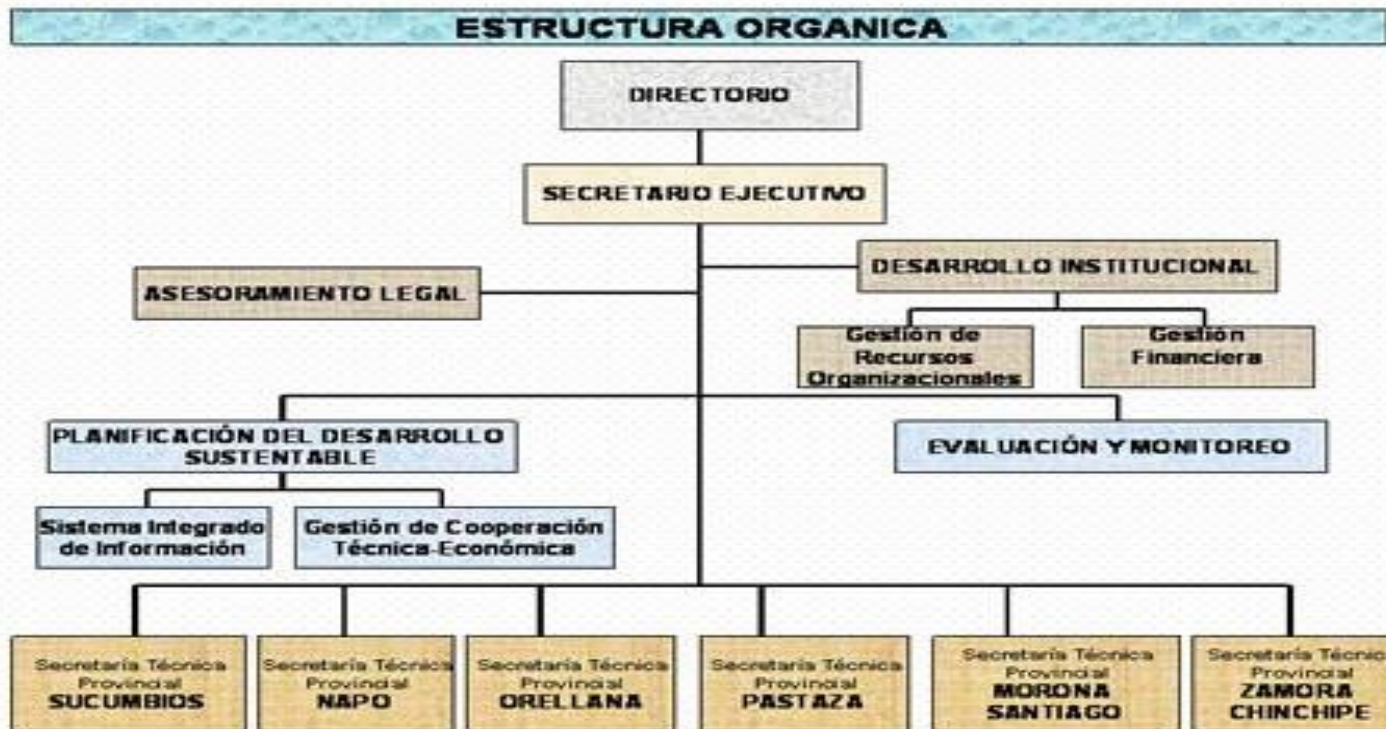 ESTRUCTURA ORGANICA
DIRECTORIO
SECRETARIO EJECUTIVO
DESARROLLO INSTITUCIONAL
ASESORAMIENTO LEGAL
Gestión de
Recursos
Organizacionales
Gestión
Financiera
PLANIFICACIÓN DEL DESARROLLO
SUSTENTABLE
EVALUACIÓN Y MONITOREO
Sistema Integrado
de Información
Gestión de Cooperación
Técnica-Económica
Secretaría Técnica
Provincial
SUCUMBIOS
Secretaría Técnica
Provincial
NAPO
Secretaría Técnica
Provincial
ORELLANA
Secretaría Técnica
Provincial
PASTAZA
Secretaría Técnica
Provincial
MORONA
SANTIAGO
Secretaría Técnica
Provincial
ZAMORA
CHINCHIPE